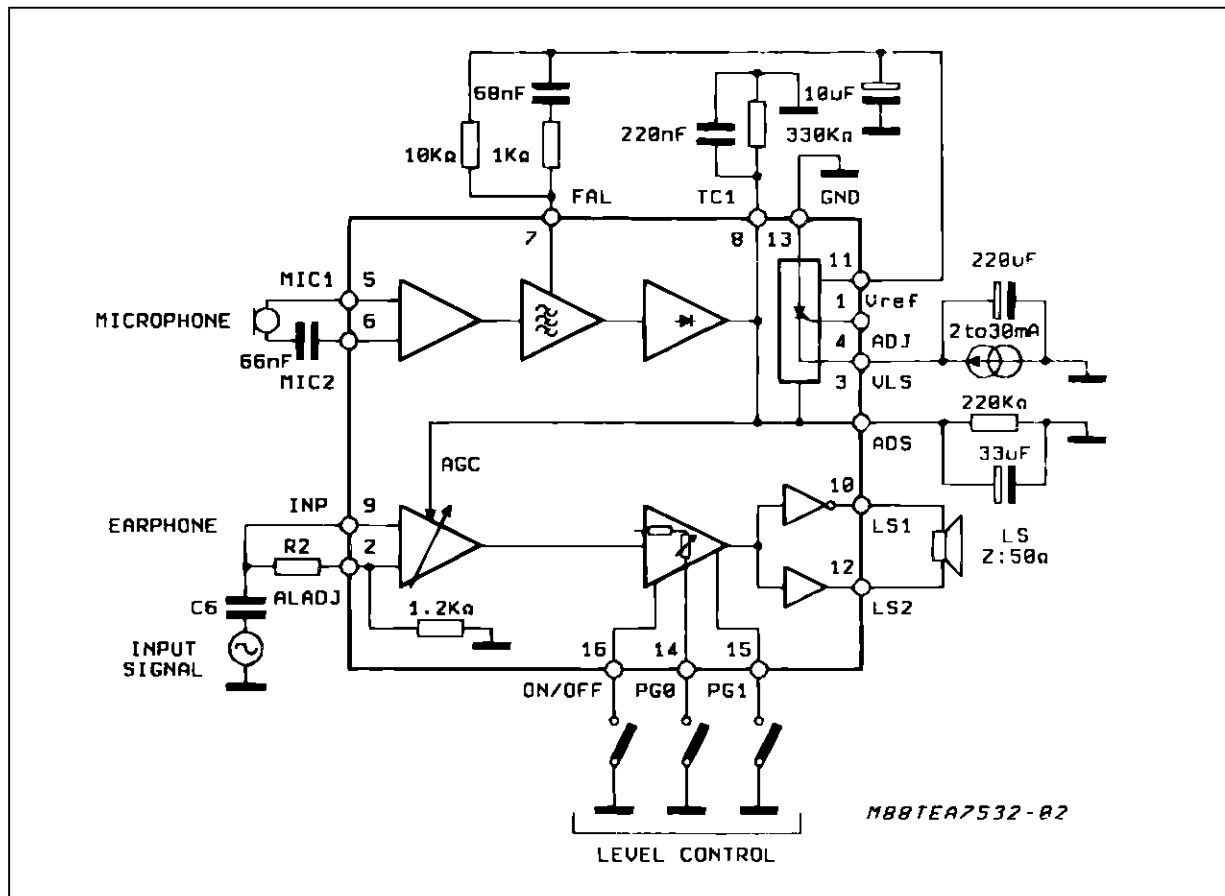 68nF
10uF
220nF
330KΩ
10KΩ
1KΩ
FAL
TC1
GND
7
8
13
11
220uF
MIC1
5
1
Vref
MICROPHONE
6
ADJ
2to30mA
4
66nF
MIC2
3
VLS
220KΩ
ADS
33uF
AGC
10
INP
9
LS1
EARPHONE
R2
2
LS
Z:50Ω
12
C6
ALADJ
LS2
1.2KΩ
INPUT
SIGNAL
16
14
15
ON/OFF
PG0
PG1
M88TEA7532-02
LEVEL CONTROL